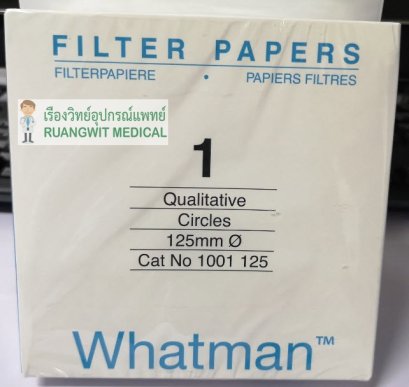 FILTER PAPERS
FILTERPAPIERE • PAPIERS FILTRES
เรืองวิทย์อุปกรณ์แพทย์
RUANGWIT MEDICAL
1
Qualitative
Circles
125mm Ø
Cat No 1001 125
Whatman™